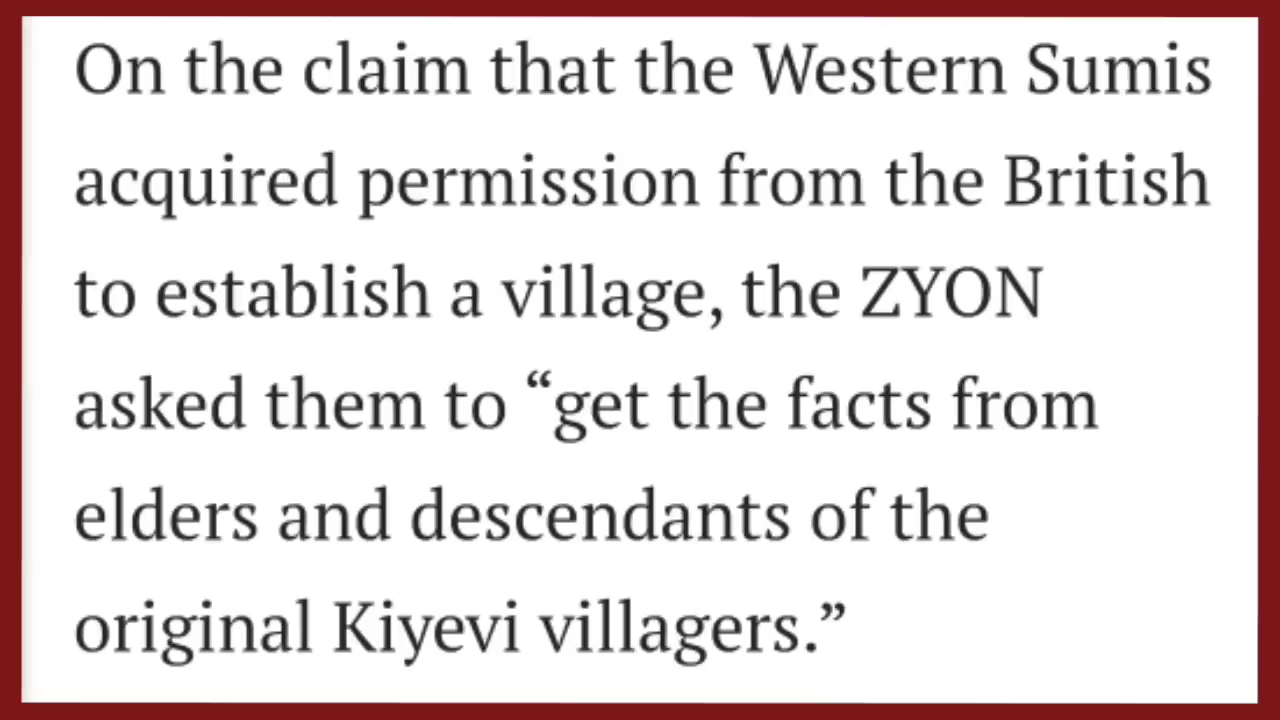 On the claim that the Western Sumis
acquired permission from the British
to establish a village, the ZYON
asked them to “get the facts from
elders and descendants of the
original Kiyevi villagers.”